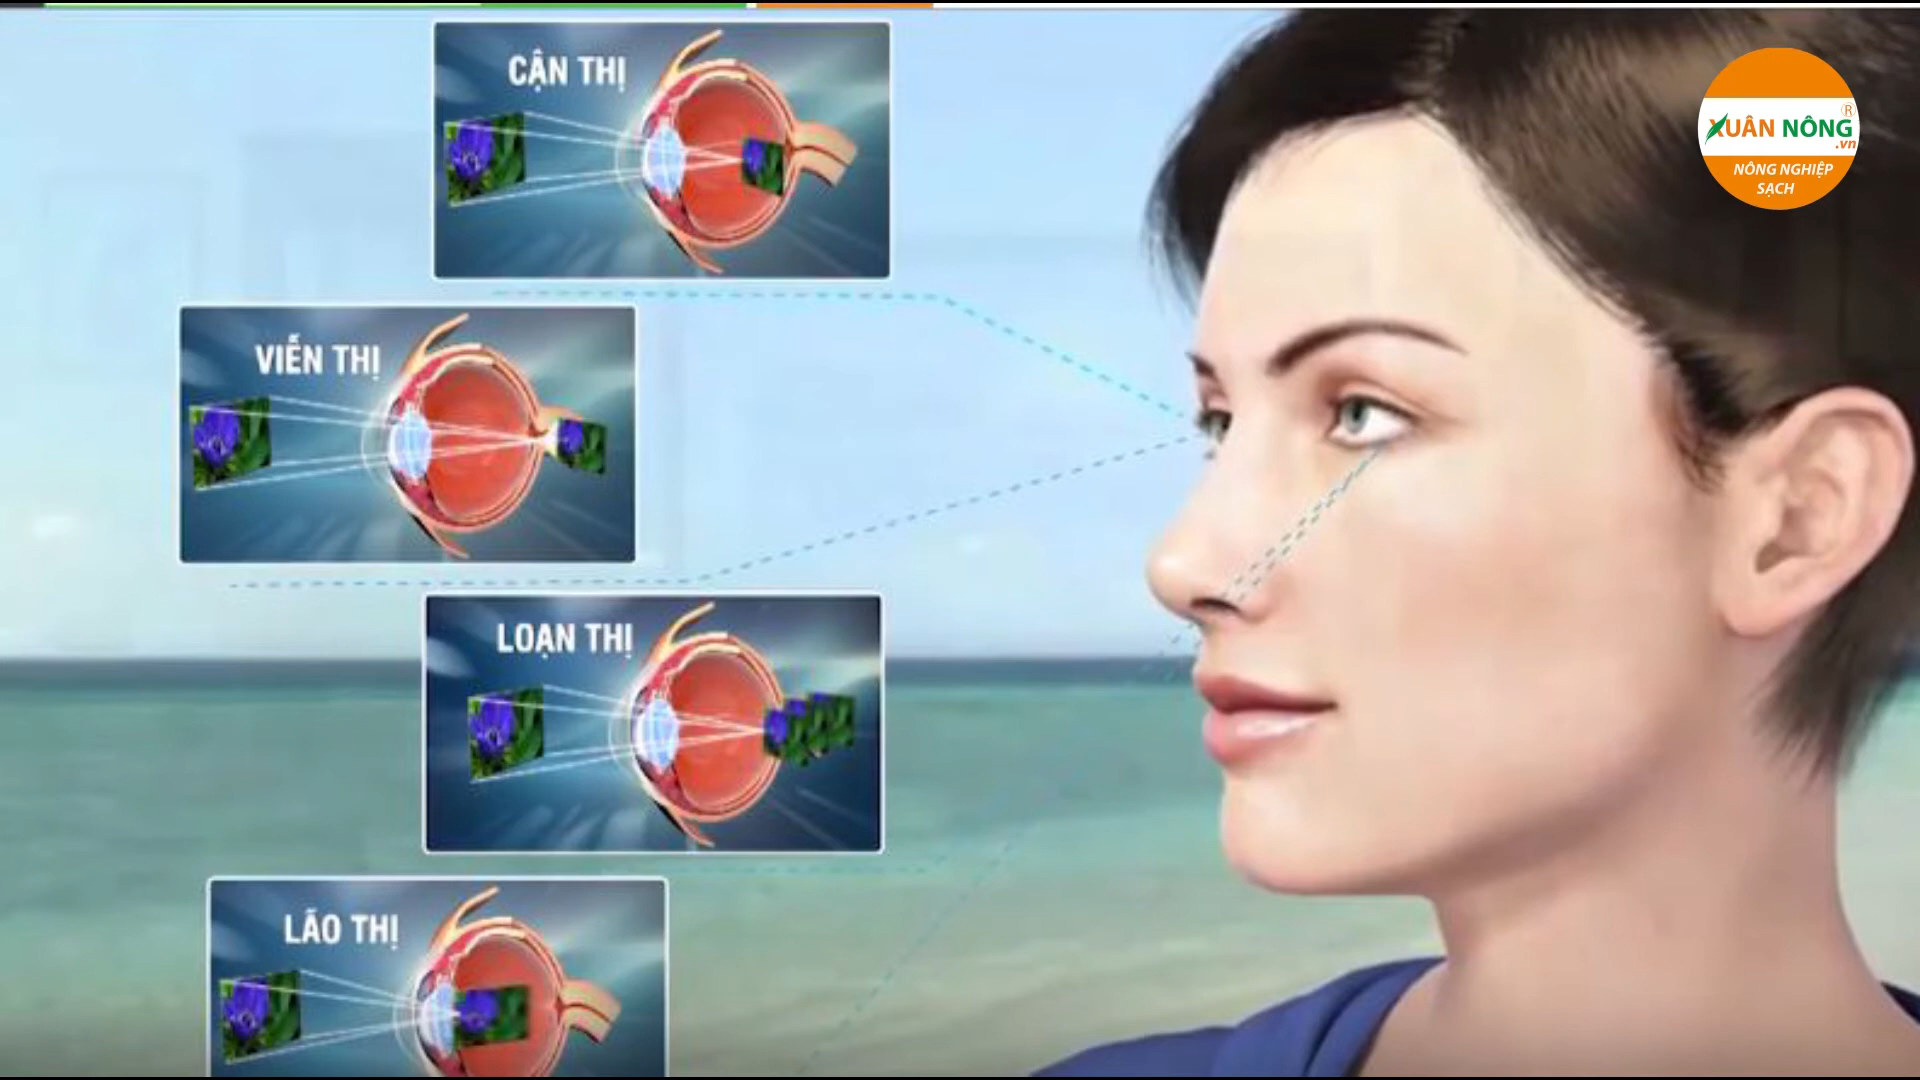 CẬN THỊ
VIỄN THỊ
LOẠN THỊ
LÃO THỊ
XUÂN NÔNG®
.vn
NÔNG NGHIỆP
SẠCH